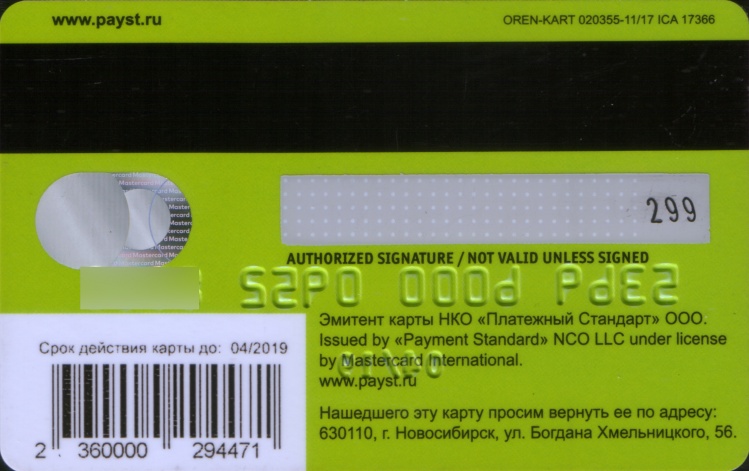 www.payst.ru
OREN-KART 020355-11/17 ICA 17366
299
AUTHORIZED SIGNATURE / NOT VALID UNLESS SIGNED
Эмитент карты НКО «Платежный Стандарт» ООО.
Issued by «Payment Standard» NCO LLC under license
by Mastercard International.
www.payst.ru
Нашедшего эту карту просим вернуть ее по адресу:
630110, г. Новосибирск, ул. Богдана Хмельницкого, 56.
Срок действия карты до: 04/2019
2 360000 294471